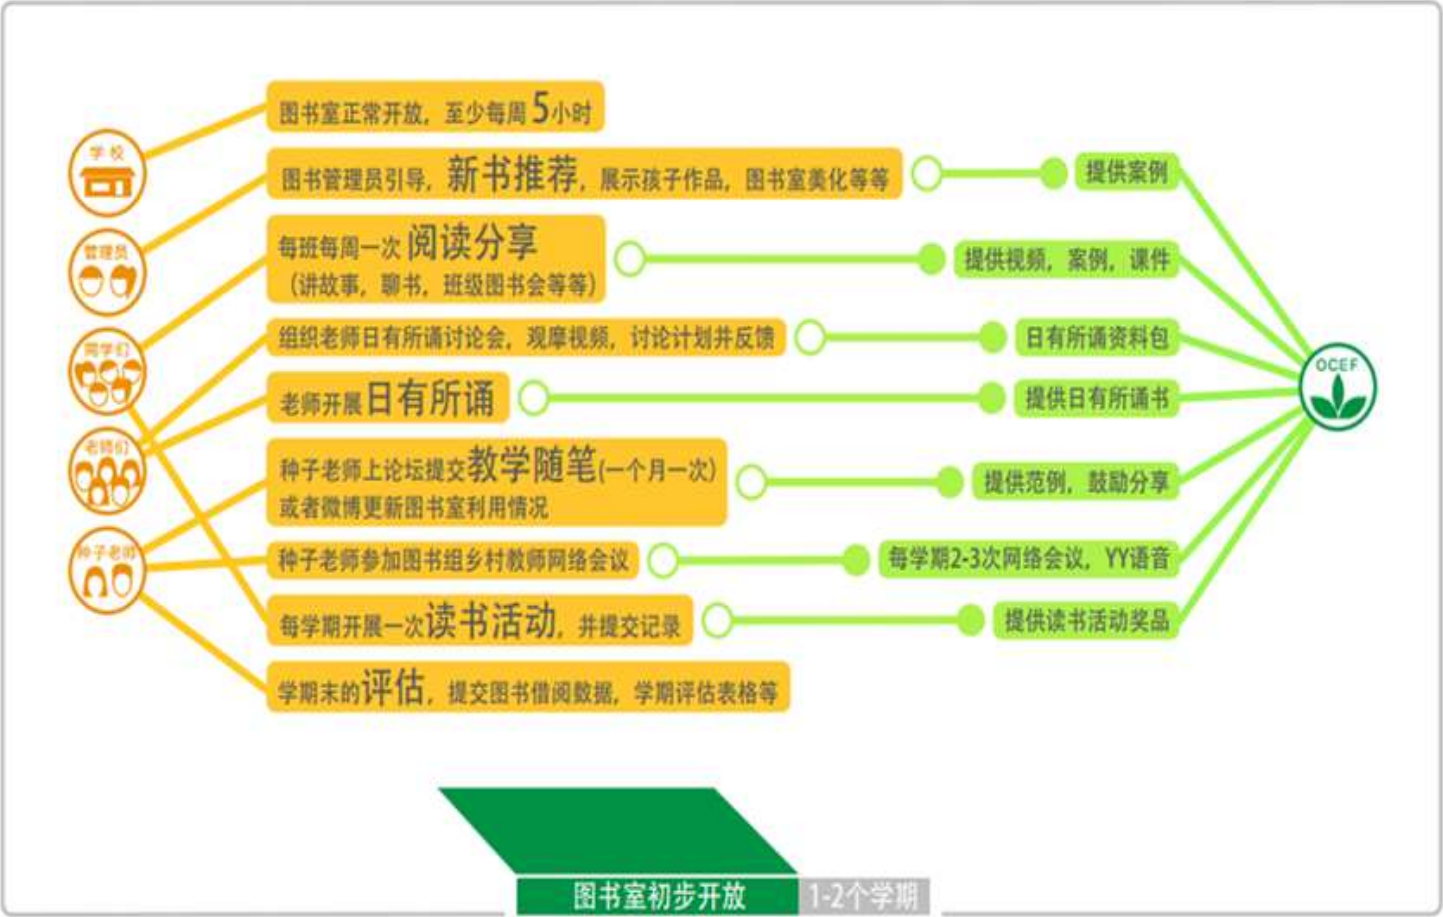 学校
图书室正常开放，至少每周5小时
管理员
图书管理员引导，新书推荐，展示孩子作品，图书室美化等等
提供案例
同学们
每班每周一次 阅读分享
（讲故事，聊书，班级图书会等等）
提供视频，案例，课件
组织老师日有所诵讨论会，观摩视频，讨论计划并反馈
日有所诵资料包
OCEF
老师开展日有所诵
提供日有所诵书
老师们
种子老师上论坛提交教学随笔(一个月一次)
或者微博更新图书室利用情况
提供范例，鼓励分享
种子老师
种子老师参加图书组乡村教师网络会议
每学期2-3次网络会议，YY语音
每学期开展一次读书活动，并提交记录
提供读书活动奖品
学期末的评估，提交图书借阅数据，学期评估表格等
图书室初步开放
1-2个学期